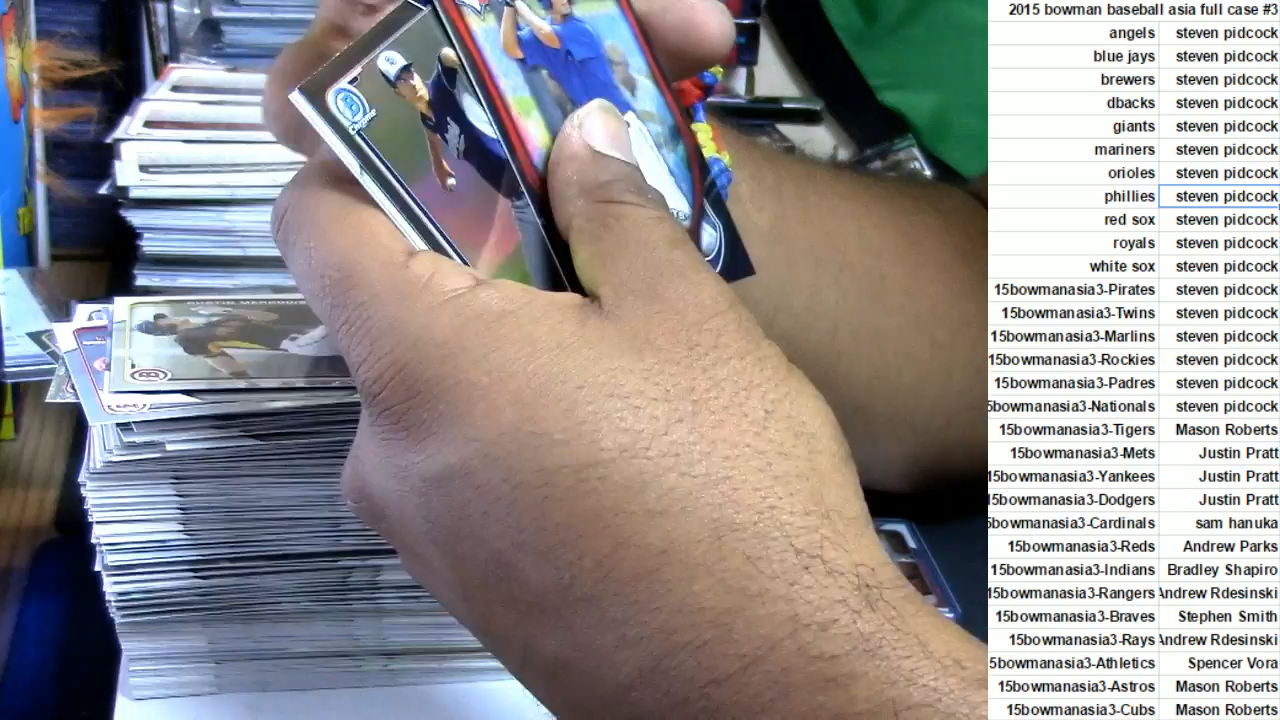 2015 bowman baseball asia full case #3
angels steven pidcock
blue jays steven pidcock
brewers steven pidcock
dbacks steven pidcock
giants steven pidcock
mariners steven pidcock
orioles steven pidcock
phillies steven pidcock
red sox steven pidcock
royals steven pidcock
white sox steven pidcock
15bowmanasia3-Pirates steven pidcock
15bowmanasia3-Twins steven pidcock
15bowmanasia3-Marlins steven pidcock
15bowmanasia3-Rockies steven pidcock
15bowmanasia3-Padres steven pidcock
5bowmanasia3-Nationals steven pidcock
15bowmanasia3-Tigers Mason Roberts
15bowmanasia3-Mets Justin Pratt
15bowmanasia3-Yankees Justin Pratt
15bowmanasia3-Dodgers Justin Pratt
5bowmanasia3-Cardinals sam hanuka
15bowmanasia3-Reds Andrew Parks
15bowmanasia3-Indians Bradley Shapiro
15bowmanasia3-Rangers Andrew Rdesinski
15bowmanasia3-Braves Stephen Smith
15bowmanasia3-Rays Andrew Rdesinski
5bowmanasia3-Athletics Spencer Vora
15bowmanasia3-Astros Mason Roberts
15bowmanasia3-Cubs Mason Roberts
B
Chrome
B